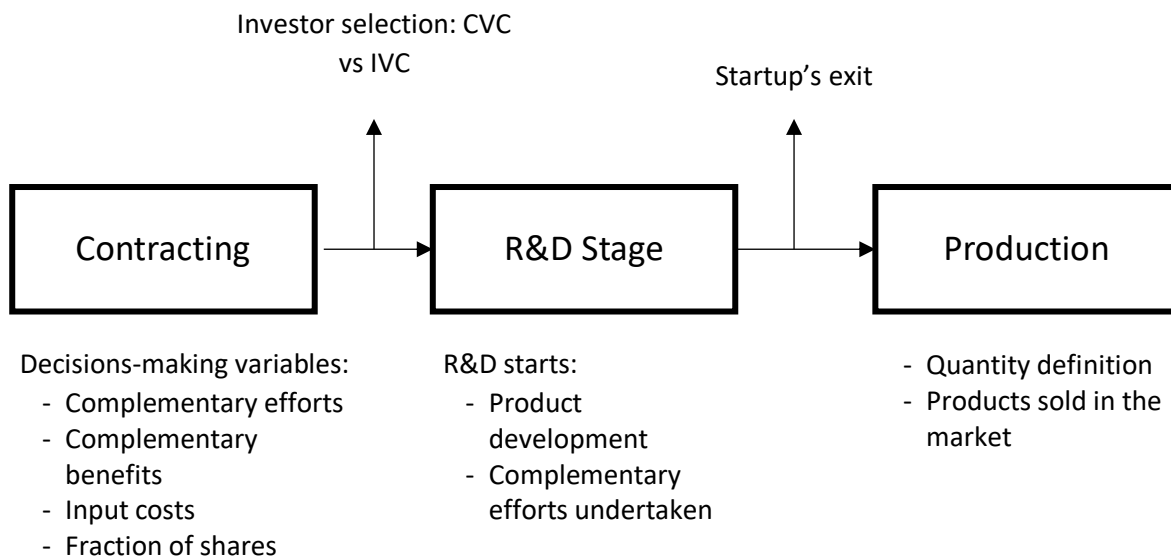 Investor selection: CVC
vs IVC
Startup’s exit
Contracting
R&D Stage
Production
Decisions-making variables:
- Complementary efforts
- Complementary
benefits
- Input costs
- Fraction of shares
R&D starts:
- Product
development
- Complementary
efforts undertaken
- Quantity definition
- Products sold in the
market